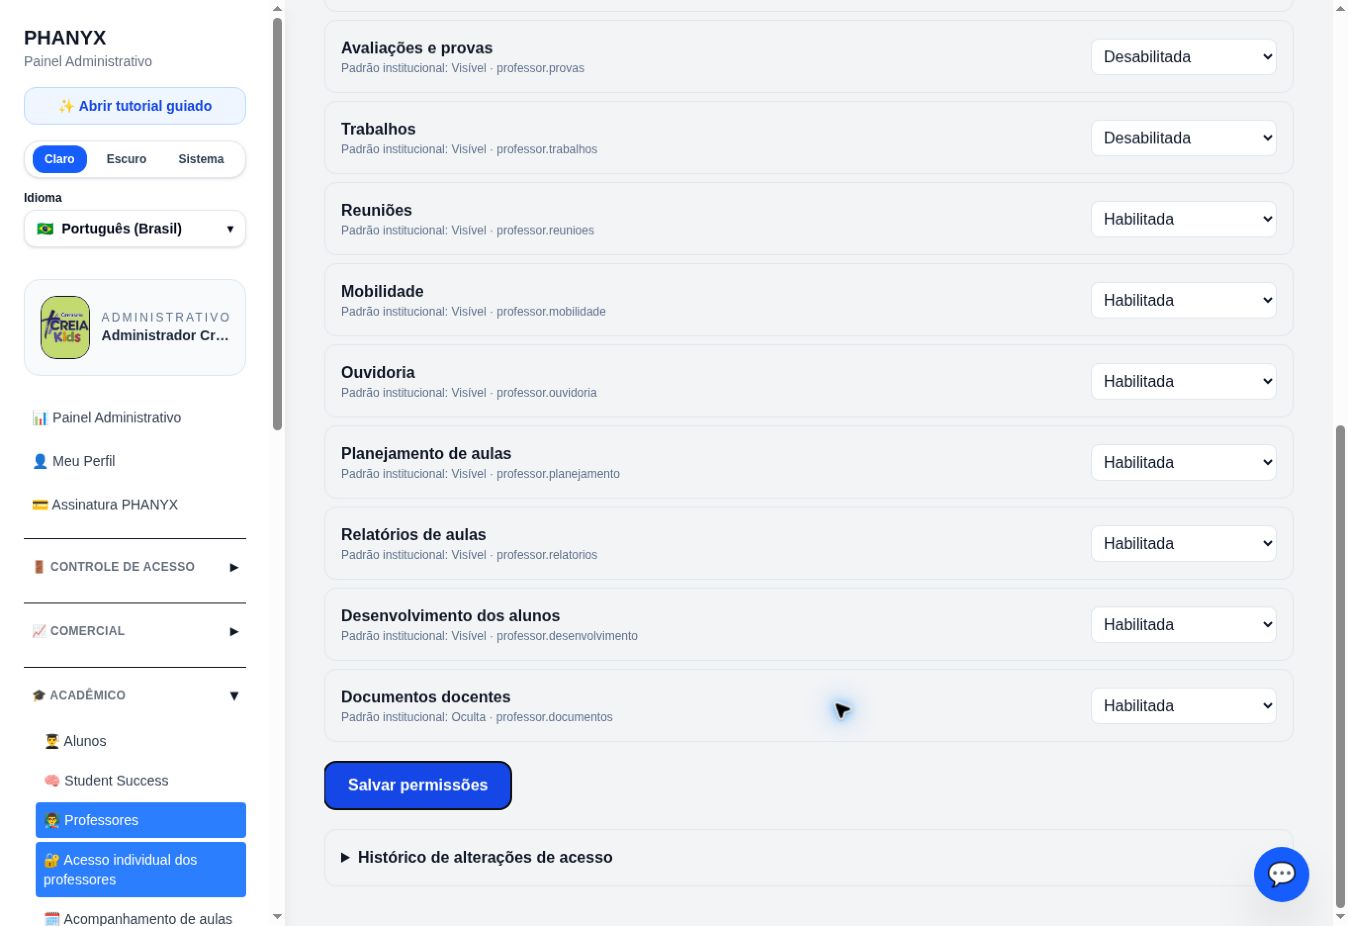 PHANYX
Painel Administrativo
✨ Abrir tutorial guiado
Claro Escuro Sistema
Idioma
🇧🇷 Português (Brasil) ▾
Centro de
CREIA
Kids
ADMINISTRATIVO
Administrador Cr...
📊 Painel Administrativo
👤 Meu Perfil
💳 Assinatura PHANYX
🚪 CONTROLE DE ACESSO ▶
📈 COMERCIAL ▶
🎓 ACADÊMICO ▼
👨‍🎓 Alunos
🧠 Student Success
👨‍🏫 Professores
🔐 Acesso individual dos
professores
🗓️ Acompanhamento de aulas
Avaliações e provas
Padrão institucional: Visível · professor.provas
Desabilitada
Trabalhos
Padrão institucional: Visível · professor.trabalhos
Desabilitada
Reuniões
Padrão institucional: Visível · professor.reunioes
Habilitada
Mobilidade
Padrão institucional: Visível · professor.mobilidade
Habilitada
Ouvidoria
Padrão institucional: Visível · professor.ouvidoria
Habilitada
Planejamento de aulas
Padrão institucional: Visível · professor.planejamento
Habilitada
Relatórios de aulas
Padrão institucional: Visível · professor.relatorios
Habilitada
Desenvolvimento dos alunos
Padrão institucional: Visível · professor.desenvolvimento
Habilitada
Documentos docentes
Padrão institucional: Oculta · professor.documentos
Habilitada
Salvar permissões
▶ Histórico de alterações de acesso